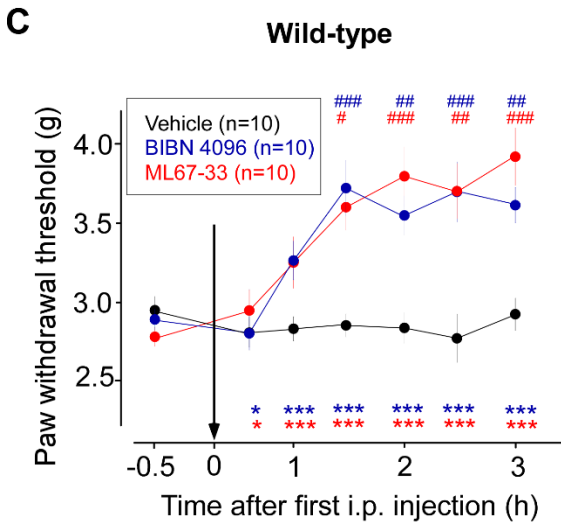 C
Wild-type
### ## ### ##
# ### ## ###
Vehicle (n=10)
BIBN 4096 (n=10)
ML67-33 (n=10)
Paw withdrawal threshold (g)
4.0
3.5
3.0
2.5
* *** *** *** *** ***
* *** *** *** *** ***
-0.5 0 1 2 3
Time after first i.p. injection (h)